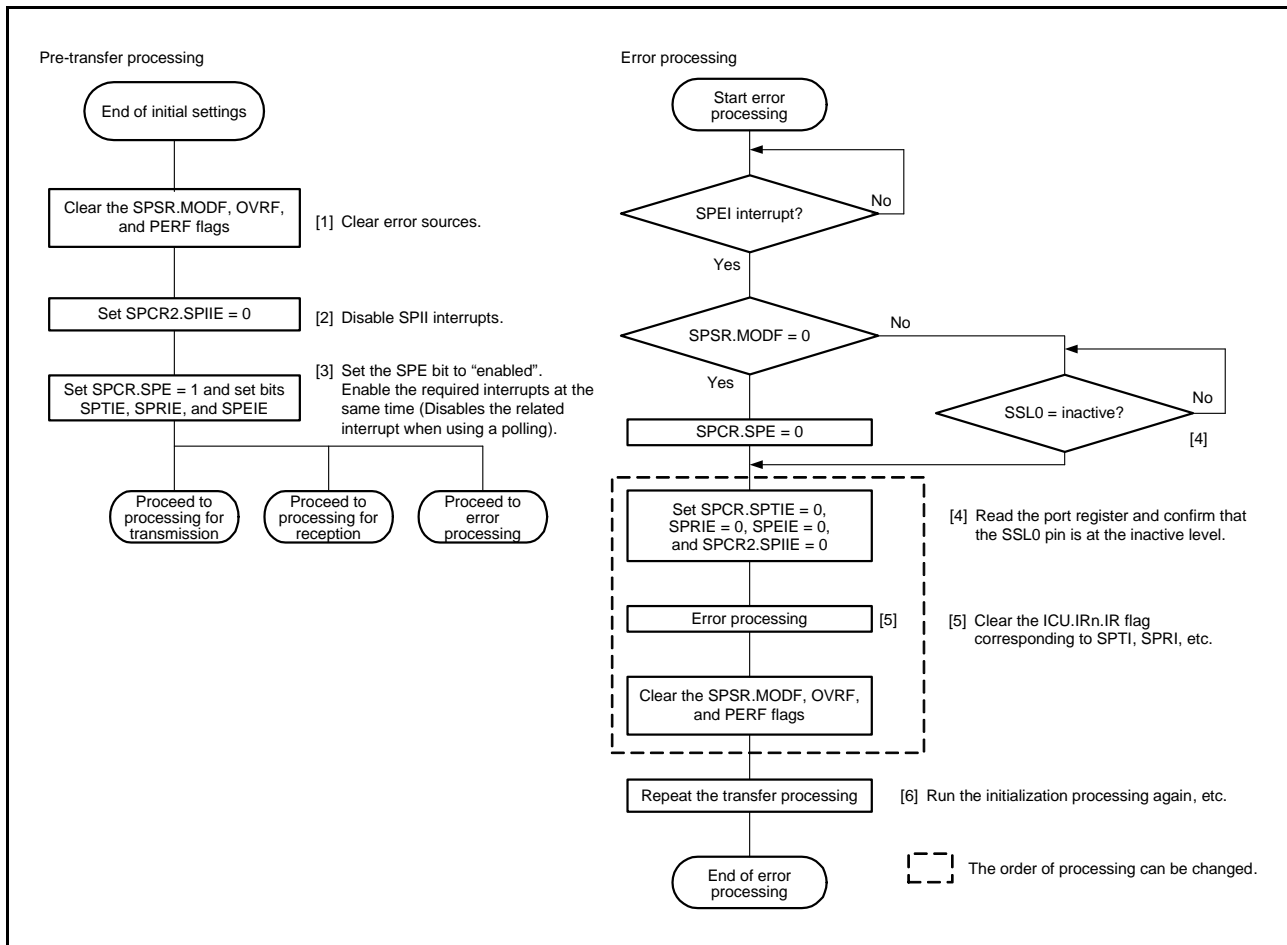 Pre-transfer processing
End of initial settings
Clear the SPSR.MODF, OVRF,
and PERF flags
[1] Clear error sources.
Set SPCR2.SPIIE = 0
[2] Disable SPII interrupts.
Set SPCR.SPE = 1 and set bits
SPTIE, SPRIE, and SPEIE
[3] Set the SPE bit to “enabled”.
Enable the required interrupts at the
same time (Disables the related
interrupt when using a polling).
Proceed to
processing for
transmission
Proceed to
processing for
reception
Proceed to
error
processing
Error processing
Start error
processing
SPEI interrupt?
No
Yes
SPSR.MODF = 0
No
Yes
SSL0 = inactive?
No
[4]
SPCR.SPE = 0
Set SPCR.SPTIE = 0,
SPRIE = 0, SPEIE = 0,
and SPCR2.SPIIE = 0
[4] Read the port register and confirm that
the SSL0 pin is at the inactive level.
Error processing
[5]
[5] Clear the ICU.IRn.IR flag
corresponding to SPTI, SPRI, etc.
Clear the SPSR.MODF, OVRF,
and PERF flags
Repeat the transfer processing
[6] Run the initialization processing again, etc.
End of error
processing
The order of processing can be changed.